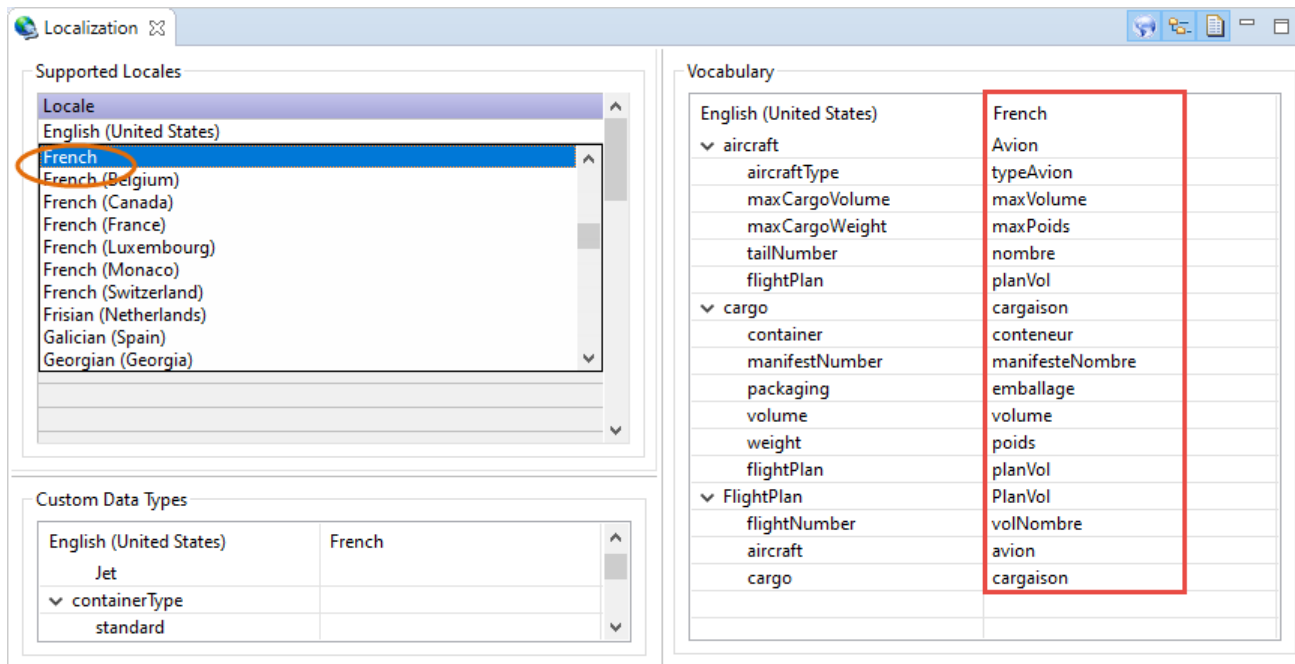 Localization
Supported Locales
Locale
English (United States)
French
French (Belgium)
French (Canada)
French (France)
French (Luxembourg)
French (Monaco)
French (Switzerland)
Frisian (Netherlands)
Galician (Spain)
Georgian (Georgia)
Custom Data Types
English (United States) French
Jet
containerType
standard
Vocabulary
English (United States) French
aircraft Avion
aircraftType typeAvion
maxCargoVolume maxVolume
maxCargoWeight maxPoids
tailNumber nombre
flightPlan planVol
cargo cargaison
container conteneur
manifestNumber manifesteNombre
packaging emballage
volume volume
weight poids
flightPlan planVol
FlightPlan PlanVol
flightNumber volNombre
aircraft avion
cargo cargaison